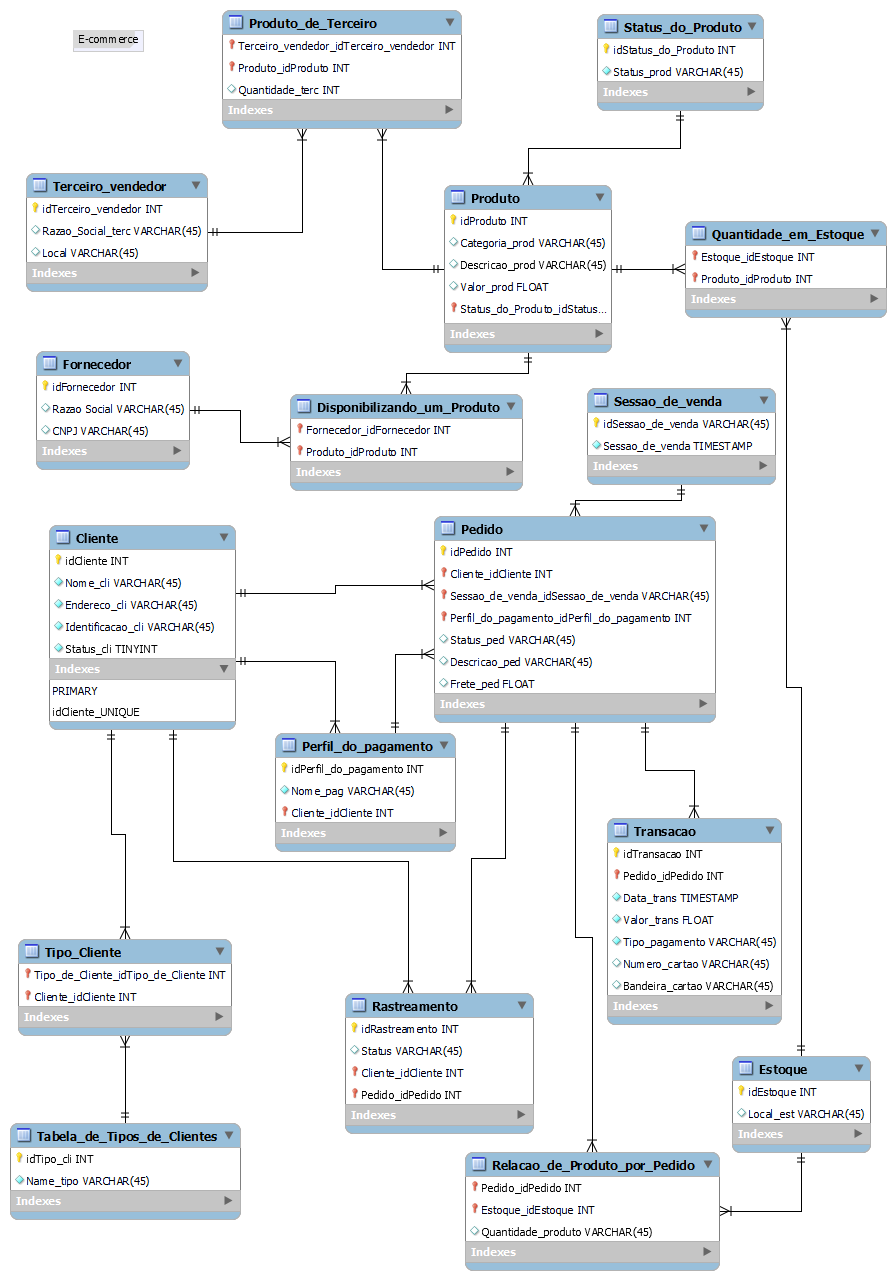 E-commerce
Produto_de_Terceiro
Terceiro_vendedor_idTerceiro_vendedor INT
Produto_idProduto INT
Quantidade_terc INT
Indexes
Status_do_Produto
idStatus_do_Produto INT
Status_prod VARCHAR(45)
Indexes
Terceiro_vendedor
idTerceiro_vendedor INT
Razao_Social_terc VARCHAR(45)
Local VARCHAR(45)
Indexes
Produto
idProduto INT
Categoria_prod VARCHAR(45)
Descricao_prod VARCHAR(45)
Valor_prod FLOAT
Status_do_Produto_idStatus...
Indexes
Quantidade_em_Estoque
Estoque_idEstoque INT
Produto_idProduto INT
Indexes
Fornecedor
idFornecedor INT
Razao Social VARCHAR(45)
CNPJ VARCHAR(45)
Indexes
Disponibilizando_um_Produto
Fornecedor_idFornecedor INT
Produto_idProduto INT
Indexes
Sessao_de_venda
idSessao_de_venda VARCHAR(45)
Sessao_de_venda TIMESTAMP
Indexes
Cliente
idCliente INT
Nome_cli VARCHAR(45)
Endereco_cli VARCHAR(45)
Identificacao_cli VARCHAR(45)
Status_cli TINYINT
Indexes
PRIMARY
idCliente_UNIQUE
Pedido
idPedido INT
Cliente_idCliente INT
Sessao_de_venda_idSessao_de_venda VARCHAR(45)
Perfil_do_pagamento_idPerfil_do_pagamento INT
Status_ped VARCHAR(45)
Descricao_ped VARCHAR(45)
Frete_ped FLOAT
Indexes
Perfil_do_pagamento
idPerfil_do_pagamento INT
Nome_pag VARCHAR(45)
Cliente_idCliente INT
Indexes
Transacao
idTransacao INT
Pedido_idPedido INT
Data_trans TIMESTAMP
Valor_trans FLOAT
Tipo_pagamento VARCHAR(45)
Numero_cartao VARCHAR(45)
Bandeira_cartao VARCHAR(45)
Indexes
Tipo_Cliente
Tipo_de_Cliente_idTipo_de_Cliente INT
Cliente_idCliente INT
Indexes
Rastreamento
idRastreamento INT
Status VARCHAR(45)
Cliente_idCliente INT
Pedido_idPedido INT
Indexes
Estoque
idEstoque INT
Local_est VARCHAR(45)
Indexes
Tabela_de_Tipos_de_Clientes
idTipo_cli INT
Name_tipo VARCHAR(45)
Indexes
Relacao_de_Produto_por_Pedido
Pedido_idPedido INT
Estoque_idEstoque INT
Quantidade_produto VARCHAR(45)
Indexes